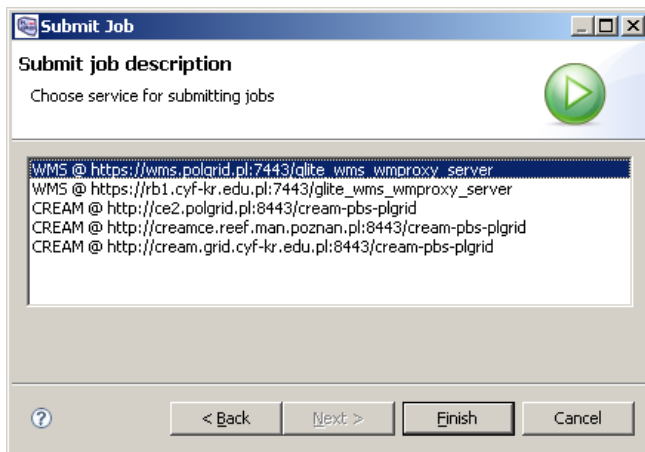 Submit Job
Submit job description
Choose service for submitting jobs
WMS @ https://wms.polgrid.pl:7443/glite_wms_wmproxy_server
WMS @ https://rb1.cyf-kr.edu.pl:7443/glite_wms_wmproxy_server
CREAM @ http://ce2.polgrid.pl:8443/cream-pbs-plgrid
CREAM @ http://creamce.reef.man.poznan.pl:8443/cream-pbs-plgrid
CREAM @ http://cream.grid.cyf-kr.edu.pl:8443/cream-pbs-plgrid
? < Back Next > Finish Cancel